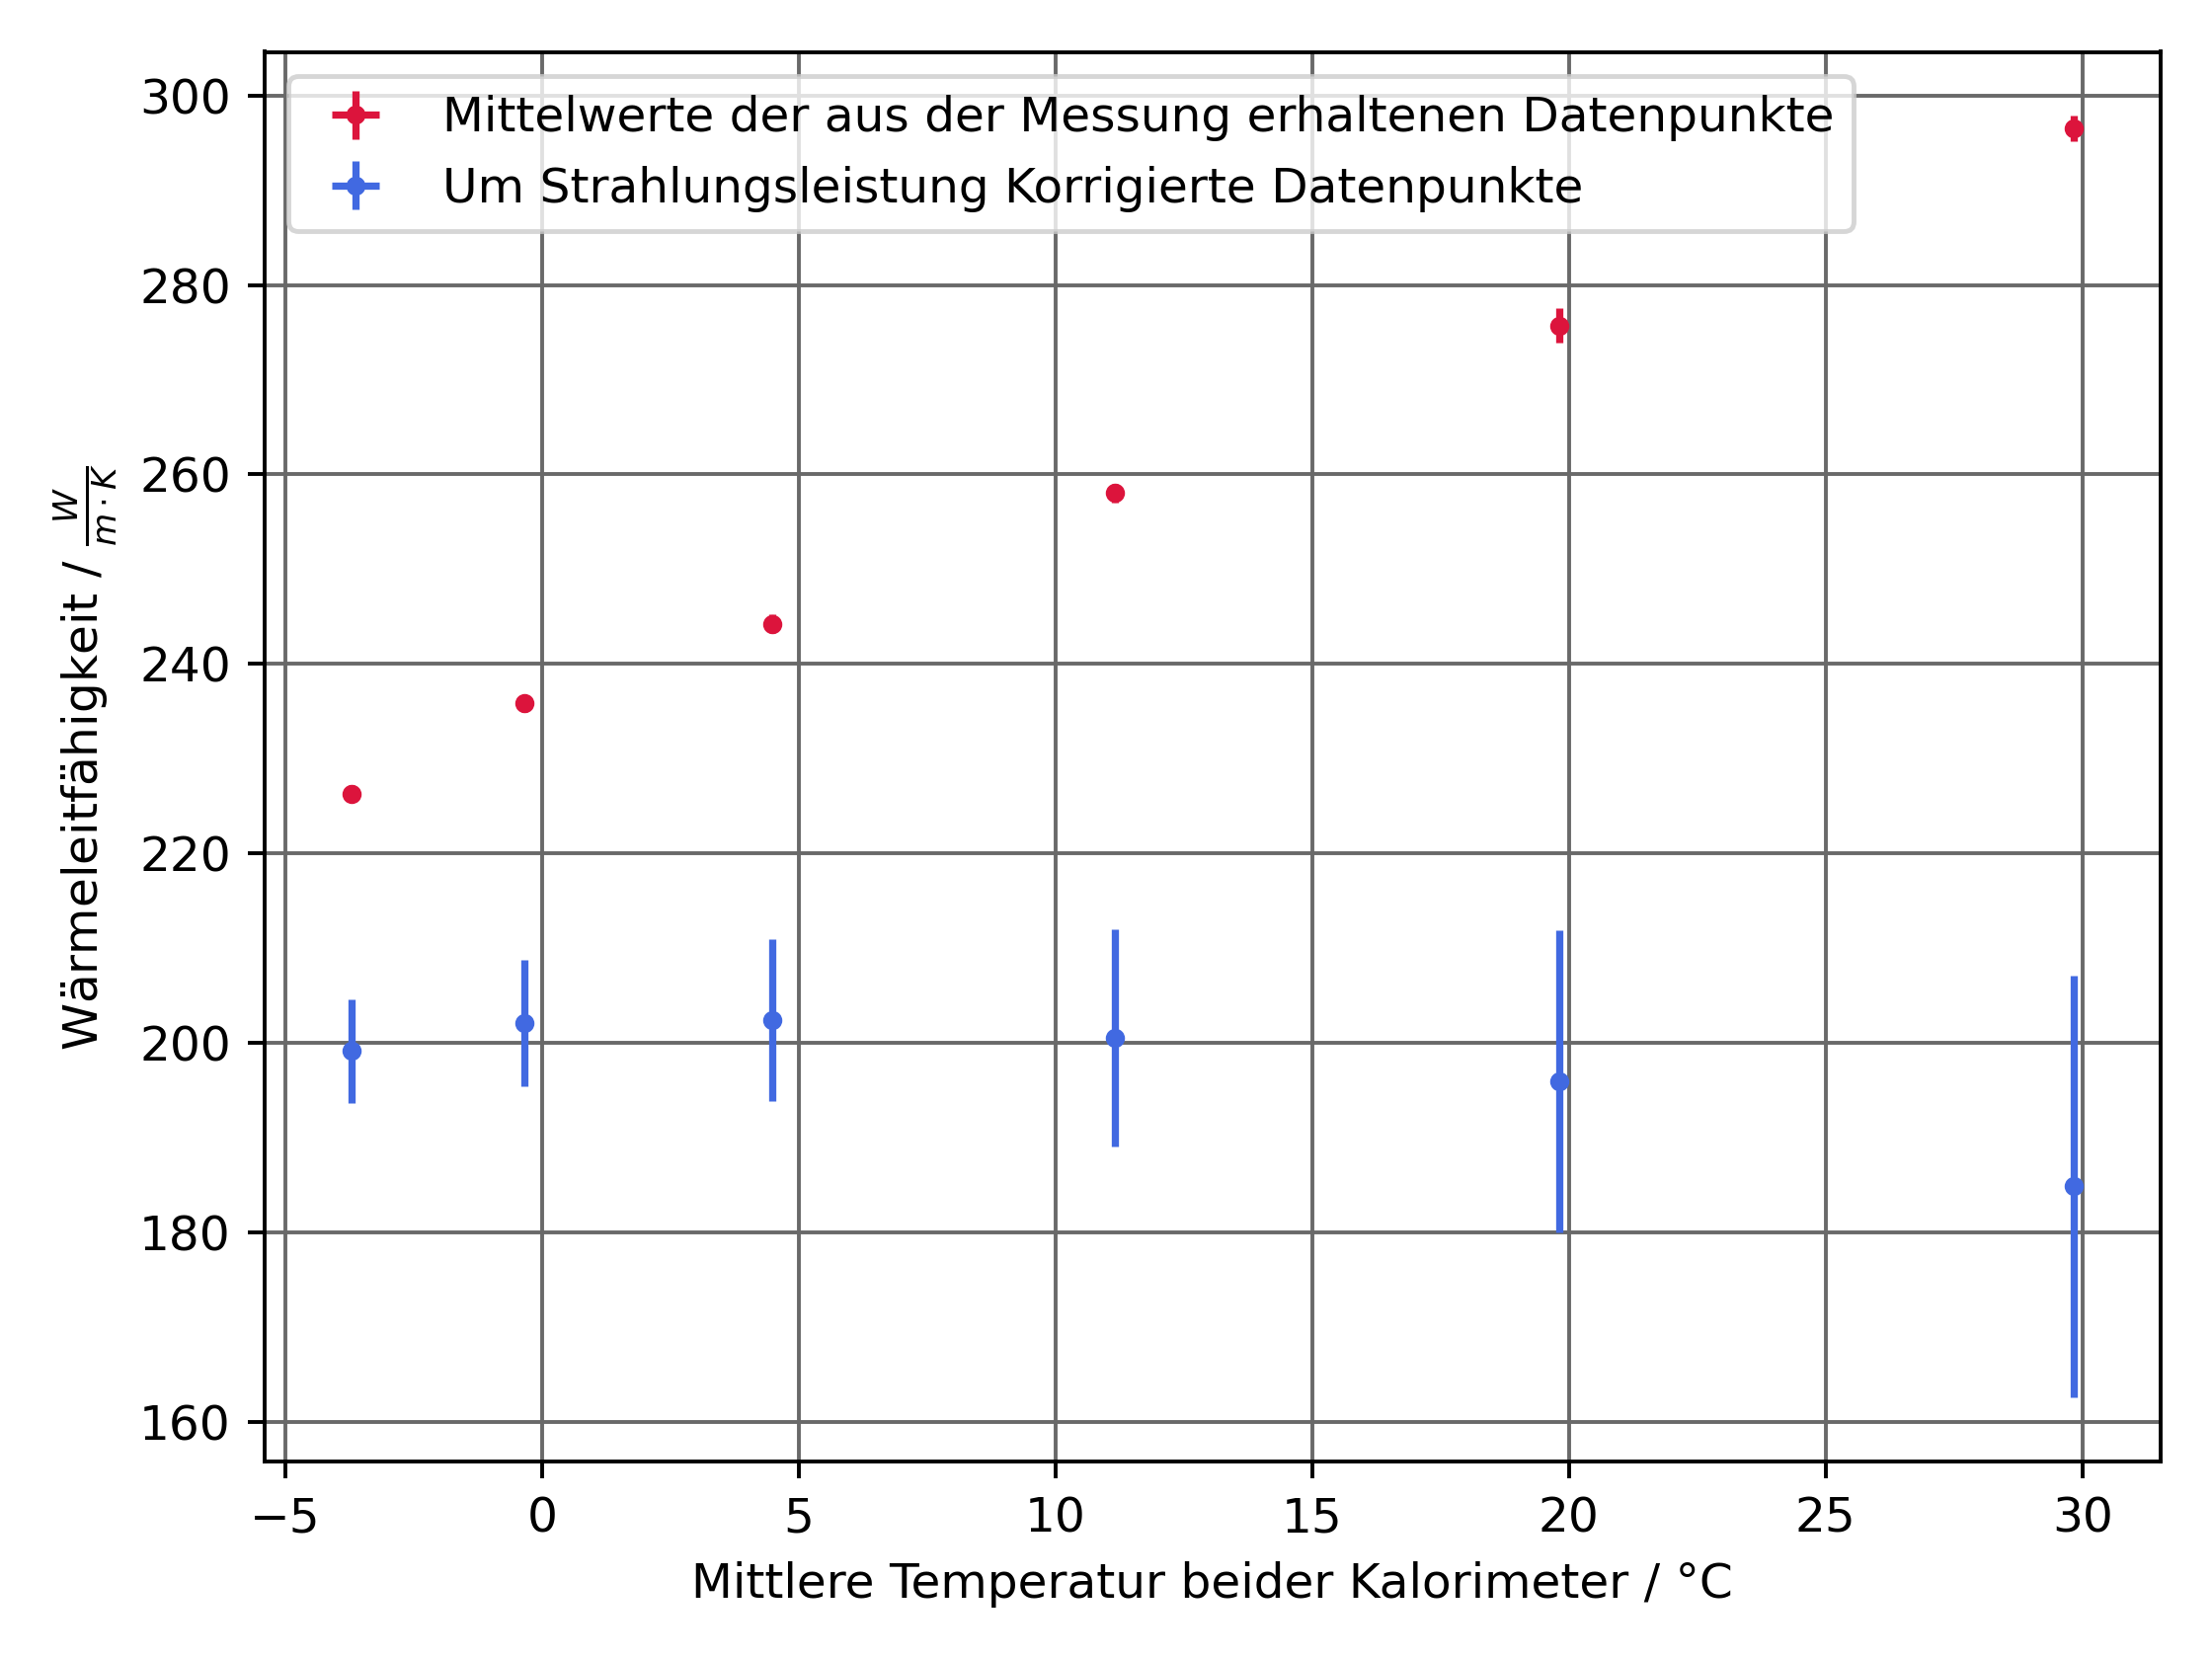 Mittelwerte der aus der Messung erhaltenen Datenpunkte
Um Strahlungsleistung Korrigierte Datenpunkte
300
280
260
240
220
200
180
160
Wärmeleitfähigkeit / W/(m · K)
−5 0 5 10 15 20 25 30
Mittlere Temperatur beider Kalorimeter / °C